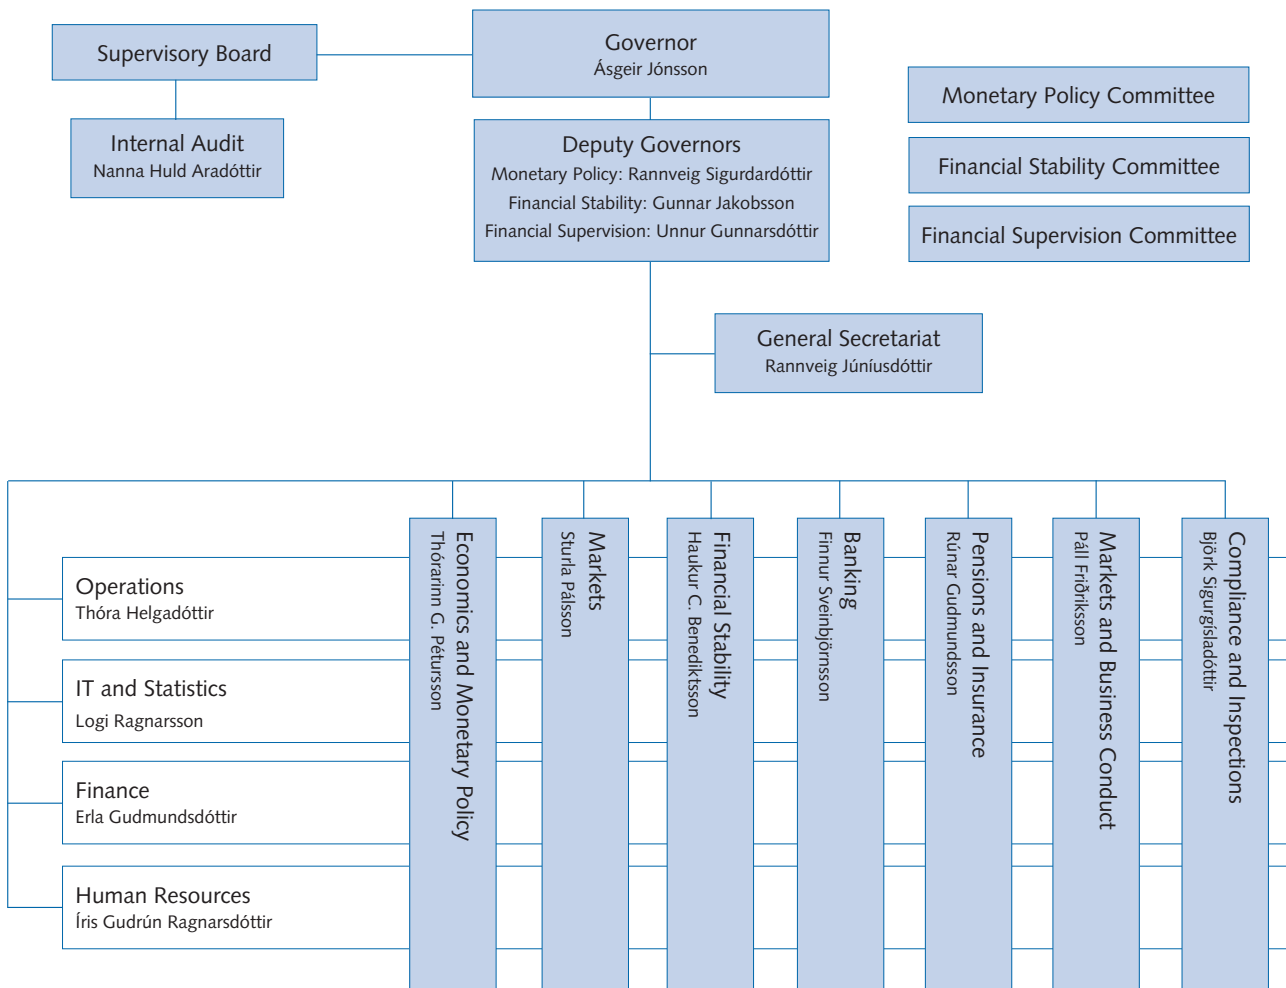 Supervisory Board
Governor
Ásgeir Jónsson
Monetary Policy Committee
Internal Audit
Nanna Huld Aradóttir
Deputy Governors
Monetary Policy: Rannveig Sigurdardóttir
Financial Stability: Gunnar Jakobsson
Financial Supervision: Unnur Gunnarsdóttir
Financial Stability Committee
Financial Supervision Committee
General Secretariat
Rannveig Júníusdóttir
Operations
Thóra Helgadóttir
IT and Statistics
Logi Ragnarsson
Finance
Erla Gudmundsdóttir
Human Resources
Íris Gudrún Ragnarsdóttir
Economics and Monetary Policy
Thórarinn G. Pétursson
Markets
Sturla Pálsson
Financial Stability
Haukur C. Benediktsson
Banking
Finnur Sveinbjörnsson
Pensions and Insurance
Rúnar Gudmundsson
Markets and Business Conduct
Páll Friðriksson
Compliance and Inspections
Björk Sigurgísladóttir